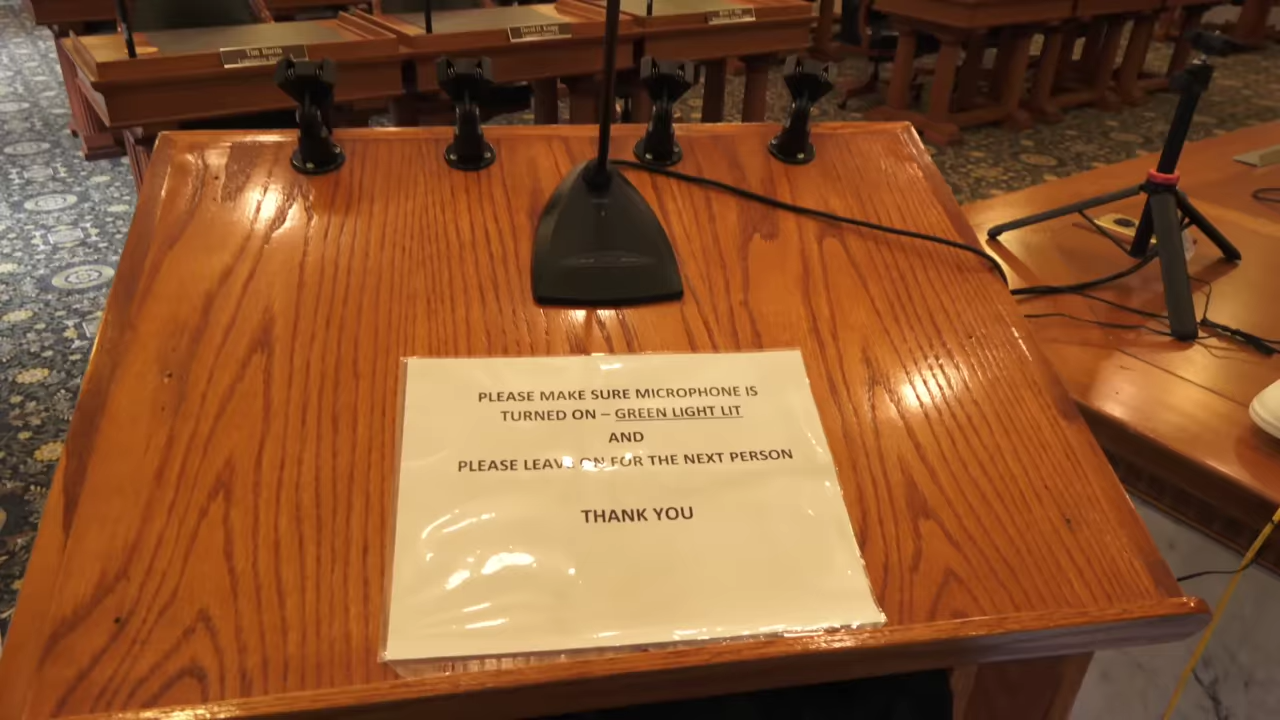 Tim Hurtis
PLEASE MAKE SURE MICROPHONE IS
TURNED ON – GREEN LIGHT LIT
AND
PLEASE LEAVE ON FOR THE NEXT PERSON
THANK YOU